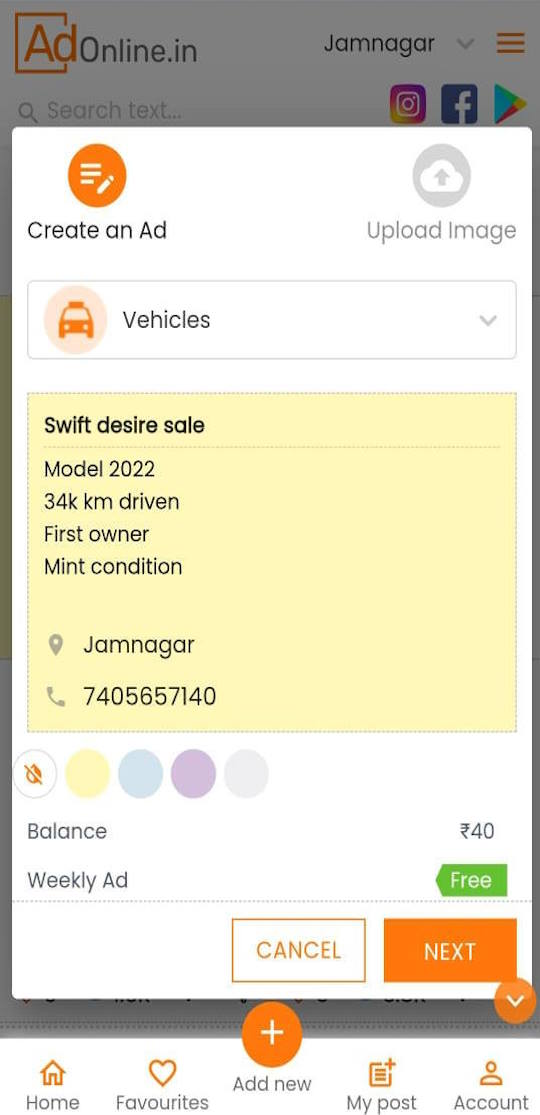 AdOnline.in
Jamnagar
Search text...
Create an Ad
Upload Image
Vehicles
Swift desire sale
Model 2022
34k km driven
First owner
Mint condition
Jamnagar
7405657140
Balance ₹40
Weekly Ad Free
CANCEL NEXT
Home Favourites Add new My post Account